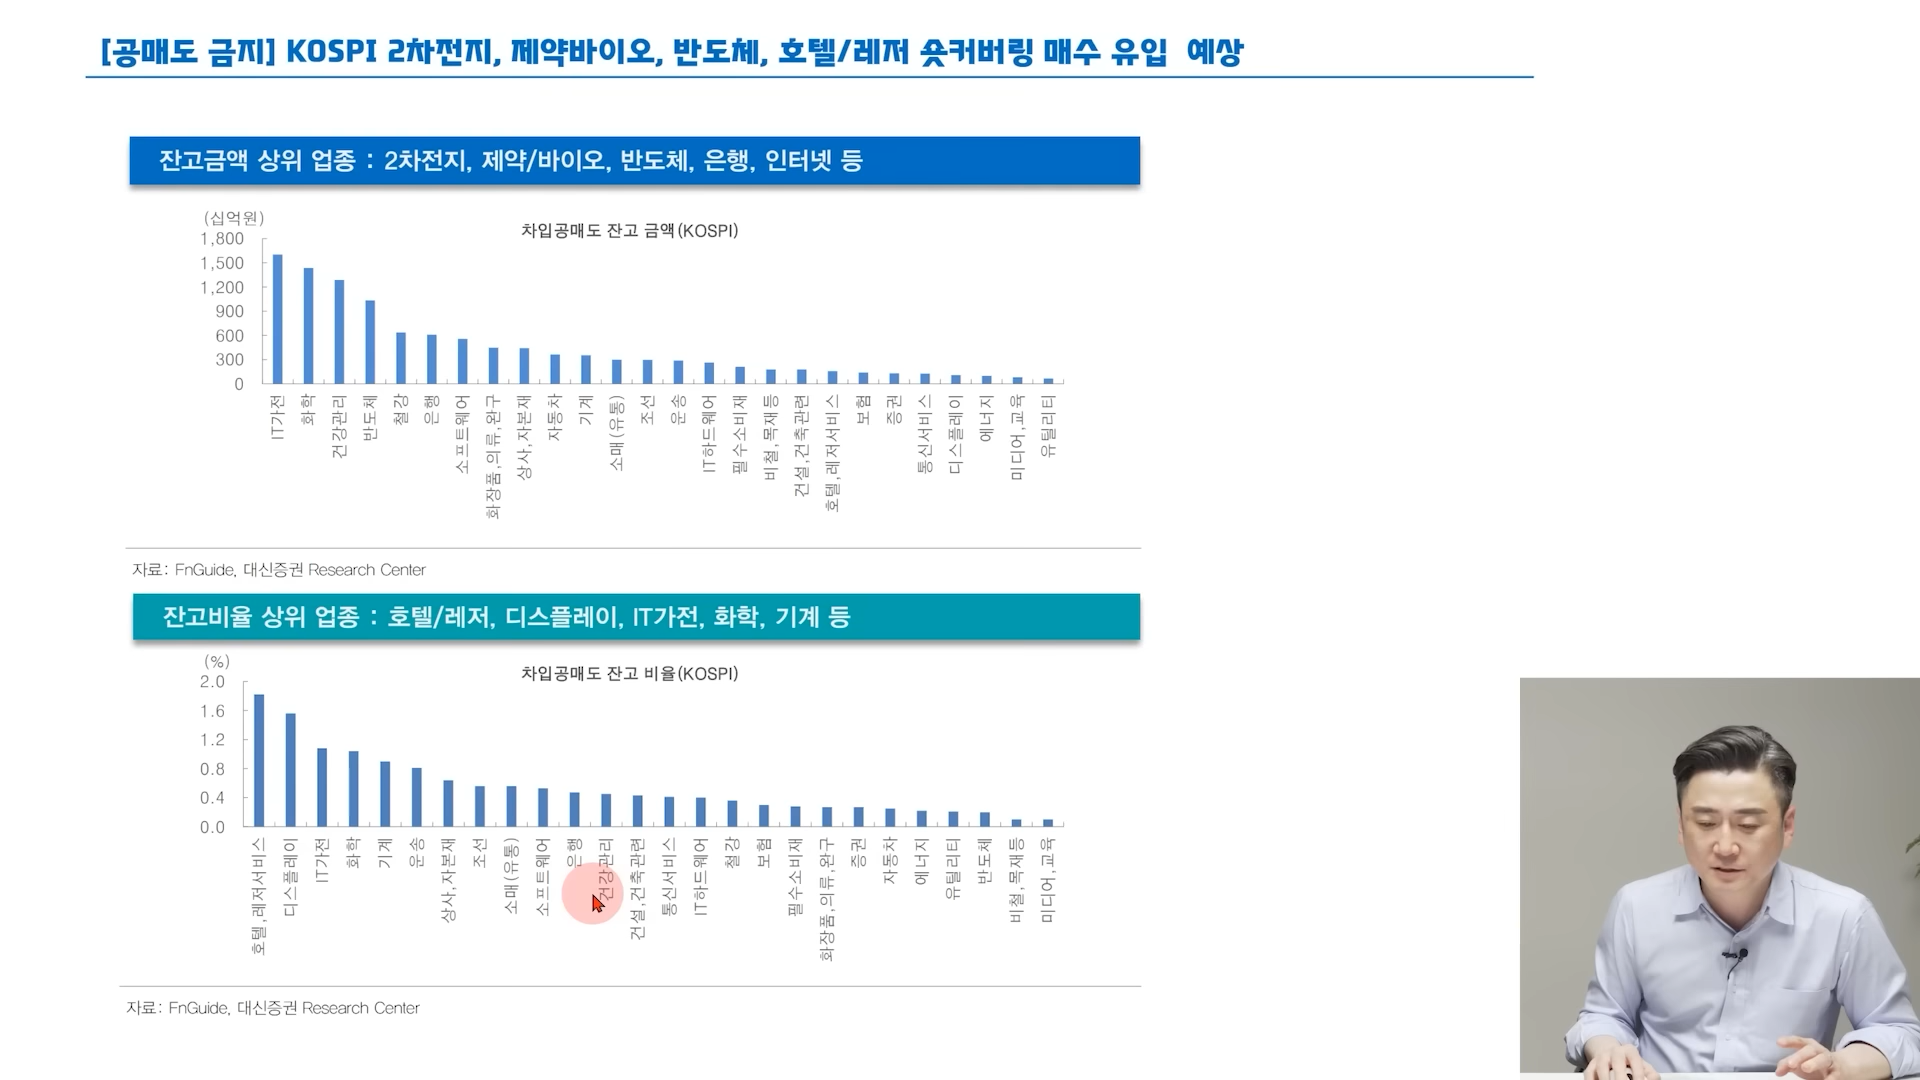 [공매도 금지] KOSPI 2차전지, 제약바이오, 반도체, 호텔/레저 숏커버링 매수 유입 예상
잔고금액 상위 업종 : 2차전지, 제약/바이오, 반도체, 은행, 인터넷 등
(십억원)
차입공매도 잔고 금액(KOSPI)
1,800
1,500
1,200
900
600
300
0
IT가전
화학
건강관리
반도체
철강
은행
소프트웨어
화장품,의류,완구
상사,자본재
자동차
기계
소매(유통)
조선
운송
IT하드웨어
필수소비재
비철,목재등
건설,건축관련
호텔,레저서비스
보험
증권
통신서비스
디스플레이
에너지
미디어,교육
유틸리티
자료: FnGuide, 대신증권 Research Center
잔고비율 상위 업종 : 호텔/레저, 디스플레이, IT가전, 화학, 기계 등
(%)
차입공매도 잔고 비율(KOSPI)
2.0
1.6
1.2
0.8
0.4
0.0
호텔,레저서비스
디스플레이
IT가전
화학
기계
운송
상사,자본재
조선
소매(유통)
소프트웨어
은행
건강관리
건설,건축관련
통신서비스
IT하드웨어
철강
보험
필수소비재
화장품,의류,완구
증권
자동차
에너지
유틸리티
반도체
비철,목재등
미디어,교육
자료: FnGuide, 대신증권 Research Center